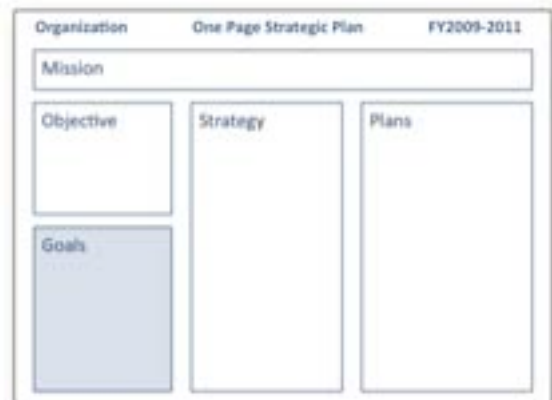 Organization One Page Strategic Plan FY2009-2011
Mission
Objective
Strategy
Plans
Goals